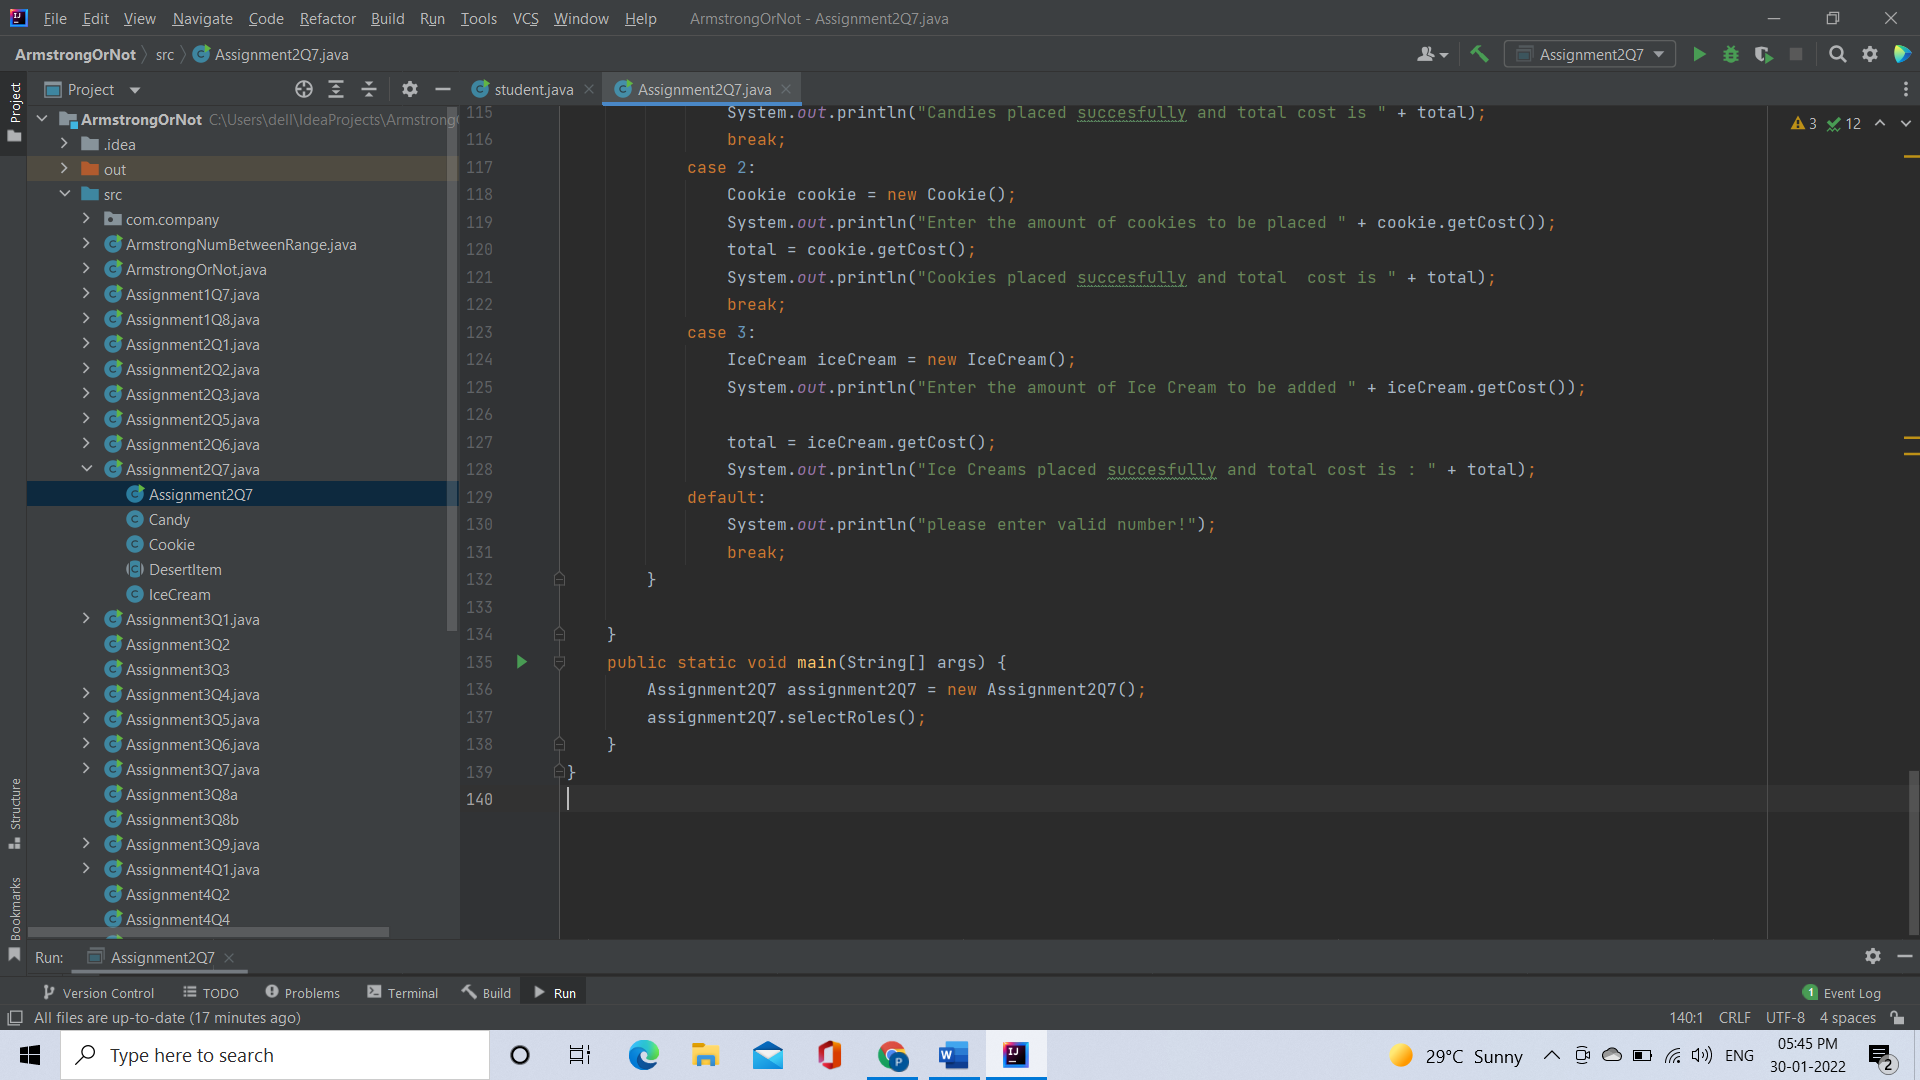 File Edit View Navigate Code Refactor Build Run Tools VCS Window Help ArmstrongOrNot - Assignment2Q7.java
ArmstrongOrNot src Assignment2Q7.java Assignment2Q7
Project
Project
student.java
Assignment2Q7.java
ArmstrongOrNot C:\Users\dell\IdeaProjects\Armstrong
.idea
out
src
com.company
ArmstrongNumBetweenRange.java
ArmstrongOrNot.java
Assignment1Q7.java
Assignment1Q8.java
Assignment2Q1.java
Assignment2Q2.java
Assignment2Q3.java
Assignment2Q5.java
Assignment2Q6.java
Assignment2Q7.java
Assignment2Q7
Candy
Cookie
DesertItem
IceCream
Assignment3Q1.java
Assignment3Q2
Assignment3Q3
Assignment3Q4.java
Assignment3Q5.java
Assignment3Q6.java
Assignment3Q7.java
Assignment3Q8a
Assignment3Q8b
Assignment3Q9.java
Assignment4Q1.java
Assignment4Q2
Assignment4Q4
Structure
Bookmarks
3 12
115 System.out.println("Candies placed succesfully and total cost is " + total);
116 break;
117 case 2:
118 Cookie cookie = new Cookie();
119 System.out.println("Enter the amount of cookies to be placed " + cookie.getCost());
120 total = cookie.getCost();
121 System.out.println("Cookies placed succesfully and total  cost is " + total);
122 break;
123 case 3:
124 IceCream iceCream = new IceCream();
125 System.out.println("Enter the amount of Ice Cream to be added " + iceCream.getCost());
126
127 total = iceCream.getCost();
128 System.out.println("Ice Creams placed succesfully and total cost is : " + total);
129 default:
130 System.out.println("please enter valid number!");
131 break;
132 }
133
134 }
135 public static void main(String[] args) {
136 Assignment2Q7 assignment2Q7 = new Assignment2Q7();
137 assignment2Q7.selectRoles();
138 }
139 }
140
Run: Assignment2Q7
Version Control TODO Problems Terminal Build Run 1 Event Log
All files are up-to-date (17 minutes ago) 140:1 CRLF UTF-8 4 spaces
Type here to search 29°C Sunny ENG 05:45 PM
30-01-2022 2